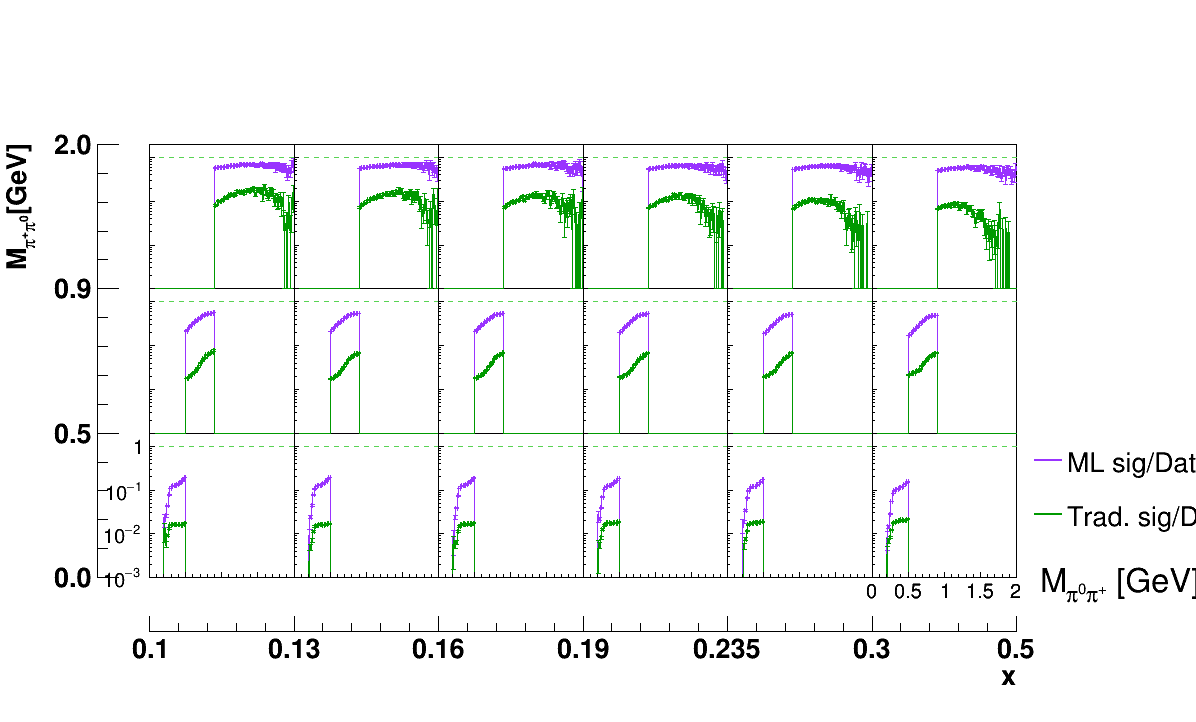 2.0
M_{π⁺π⁰} [GeV]
0.9
0.5
1
10⁻¹
10⁻²
10⁻³
0.0
ML sig/Dat
Trad. sig/D
0 0.5 1 1.5 2
M_{π⁰π⁺} [GeV]
0.1 0.13 0.16 0.19 0.235 0.3 0.5
x